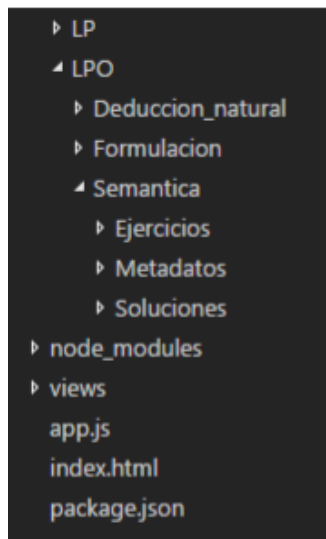 LP
LPO
Deduccion_natural
Formulacion
Semantica
Ejercicios
Metadatos
Soluciones
node_modules
views
app.js
index.html
package.json